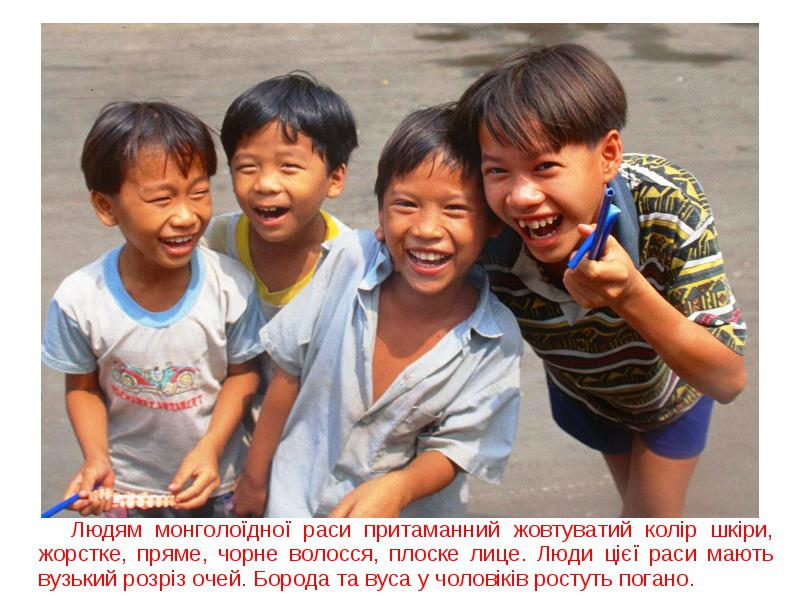 Людям монголоїдної раси притаманний жовтуватий колір шкіри,
жорстке, пряме, чорне волосся, плоске лице. Люди цієї раси мають
вузький розріз очей. Борода та вуса у чоловіків ростуть погано.